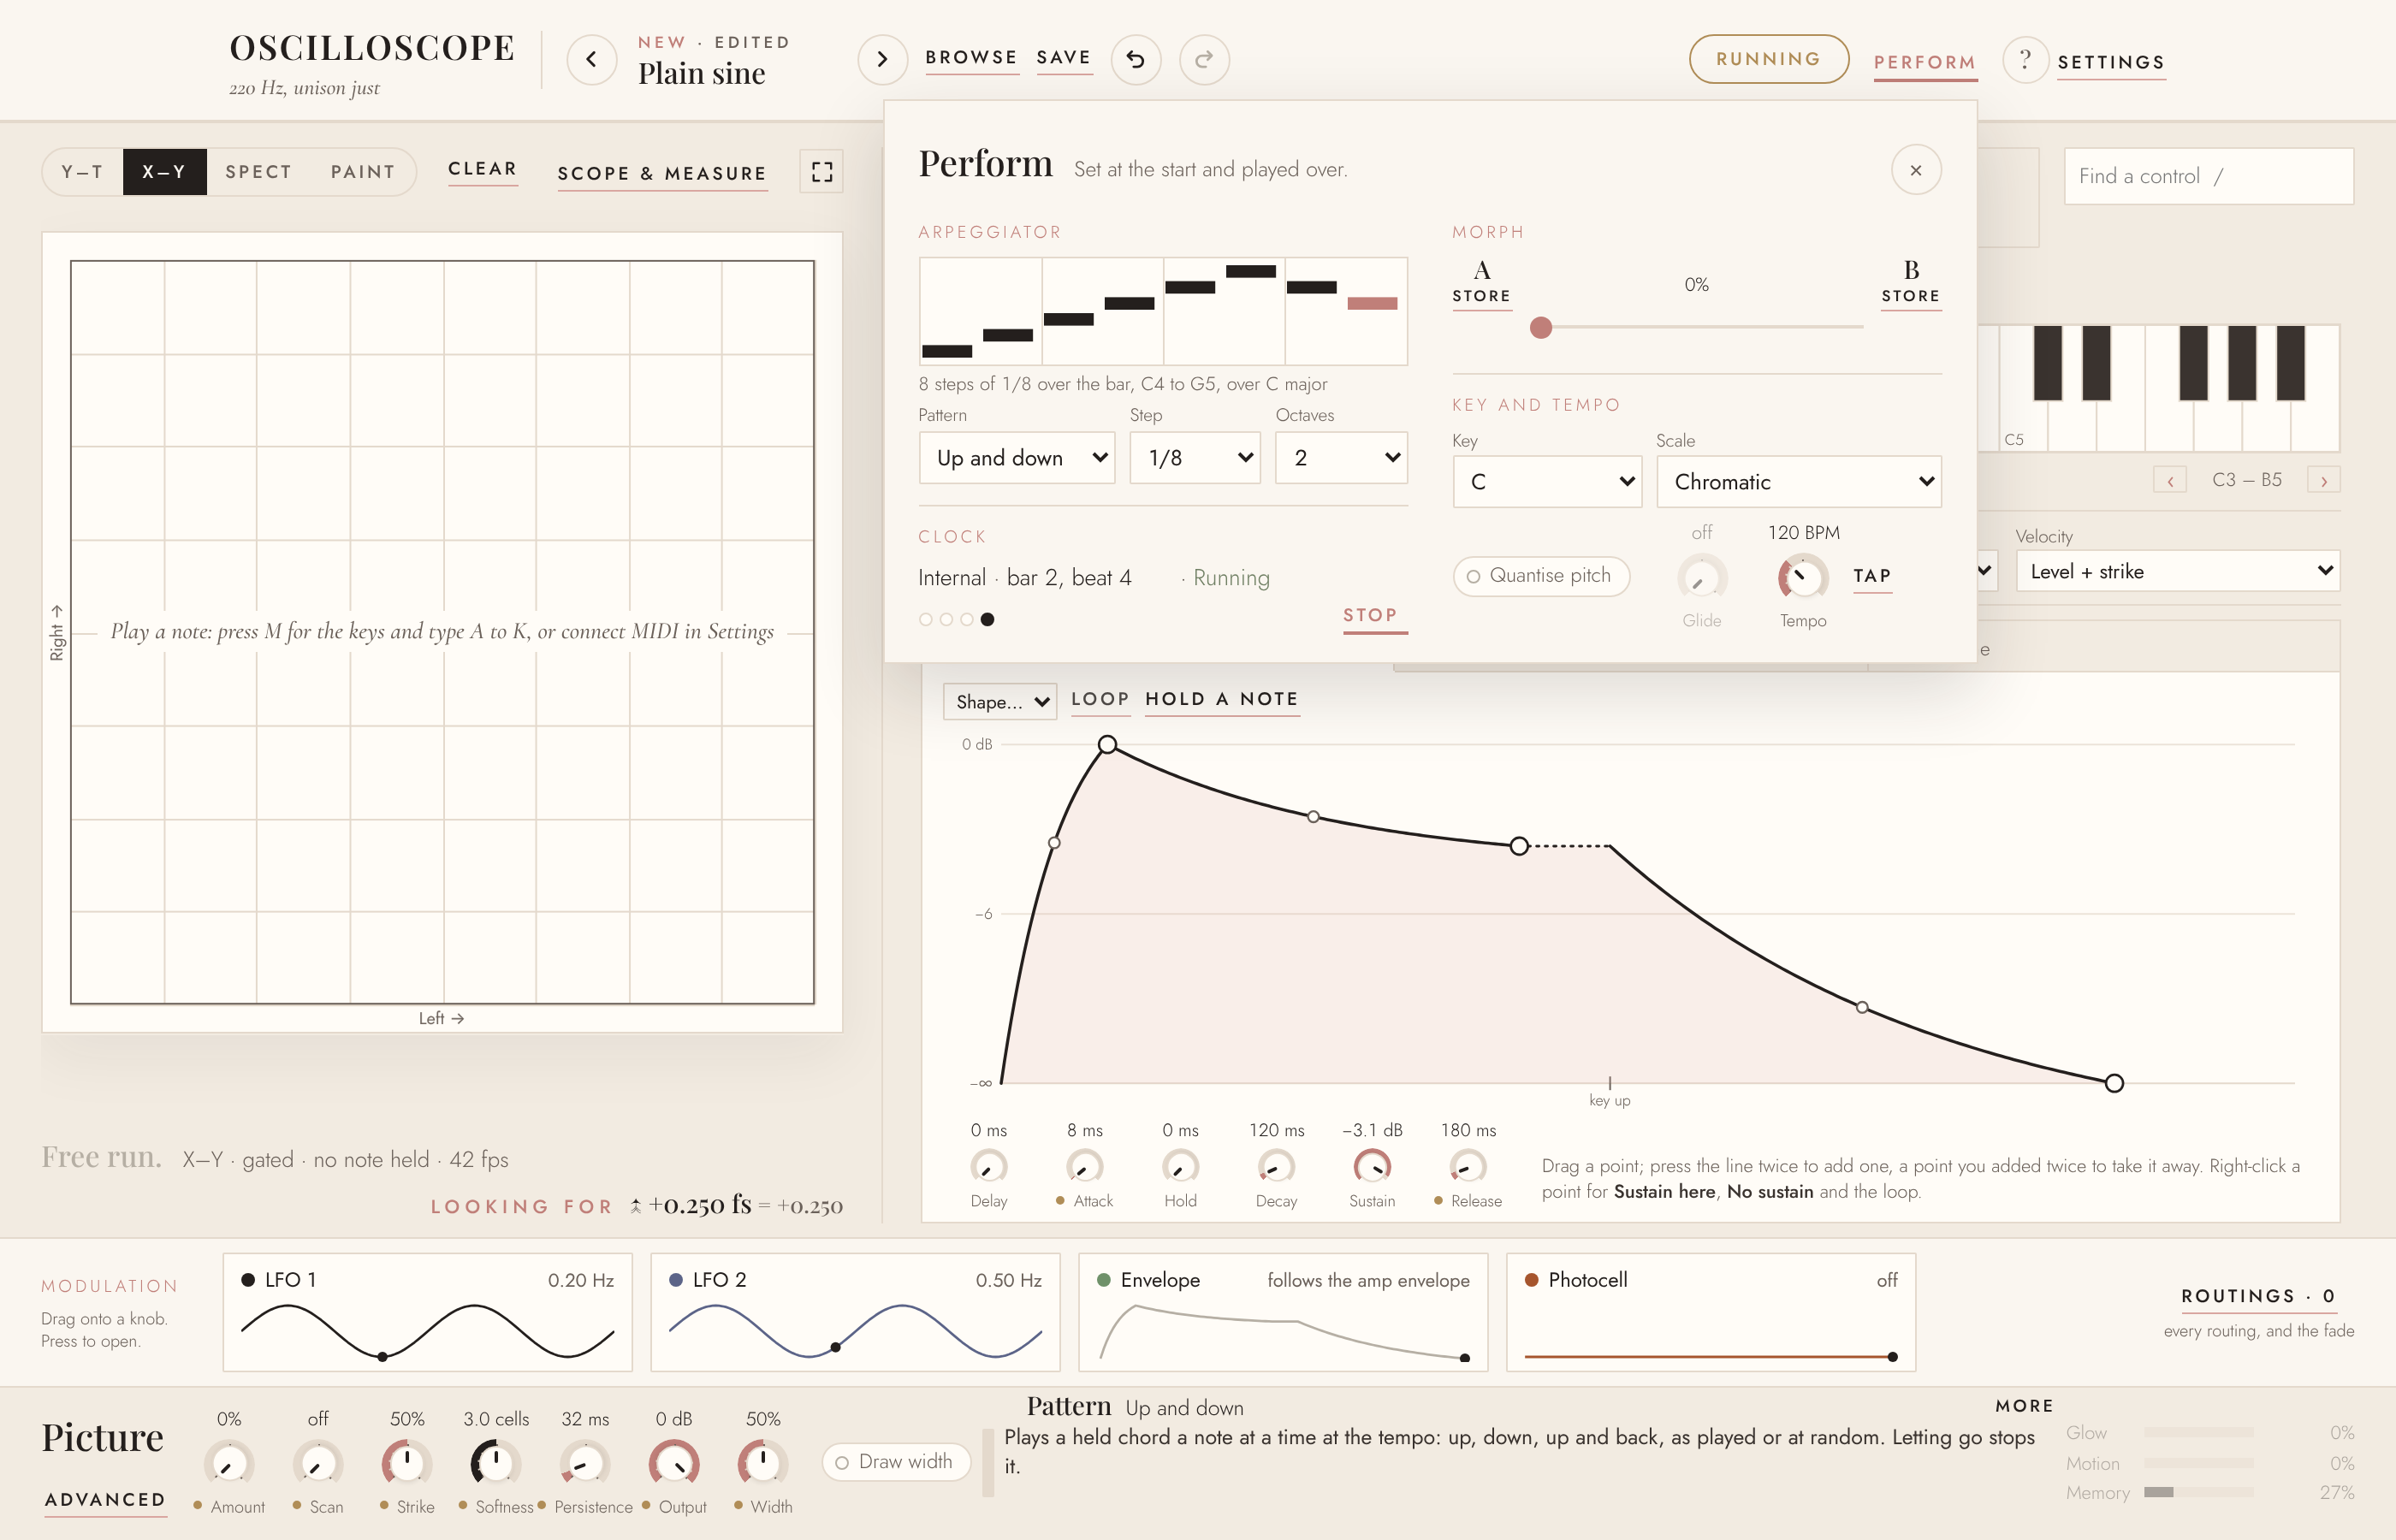 OSCILLOSCOPE
220 Hz, unison just
NEW · EDITED
Plain sine
BROWSE SAVE
RUNNING
PERFORM
?
SETTINGS
Y–T X–Y SPECT PAINT
CLEAR
SCOPE & MEASURE
Find a control /
Perform Set at the start and played over.
×
ARPEGGIATOR
8 steps of 1/8 over the bar, C4 to G5, over C major
Pattern Step Octaves
Up and down 1/8 2
CLOCK
Internal · bar 2, beat 4 · Running
STOP
MORPH
A
STORE
0%
B
STORE
KEY AND TEMPO
Key Scale
C Chromatic
off 120 BPM
Quantise pitch
TAP
Glide Tempo
C5
‹ C3 – B5 ›
Velocity
Level + strike
e
Right →
Play a note: press M for the keys and type A to K, or connect MIDI in Settings
Left →
Shape... LOOP HOLD A NOTE
0 dB
–6
–∞
key up
0 ms 8 ms 0 ms 120 ms –3.1 dB 180 ms
Delay Attack Hold Decay Sustain Release
Drag a point; press the line twice to add one, a point you added twice to take it away. Right-click a
point for Sustain here, No sustain and the loop.
Free run. X–Y · gated · no note held · 42 fps
LOOKING FOR +0.250 fs = +0.250
MODULATION
Drag onto a knob.
Press to open.
LFO 1 0.20 Hz
LFO 2 0.50 Hz
Envelope follows the amp envelope
Photocell off
ROUTINGS · 0
every routing, and the fade
Picture
ADVANCED
0% off 50% 3.0 cells 32 ms 0 dB 50%
Amount Scan Strike Softness Persistence Output Width
Draw width
Pattern Up and down
MORE
Plays a held chord a note at a time at the tempo: up, down, up and back, as played or at random. Letting go stops
it.
Glow 0%
Motion 0%
Memory 27%